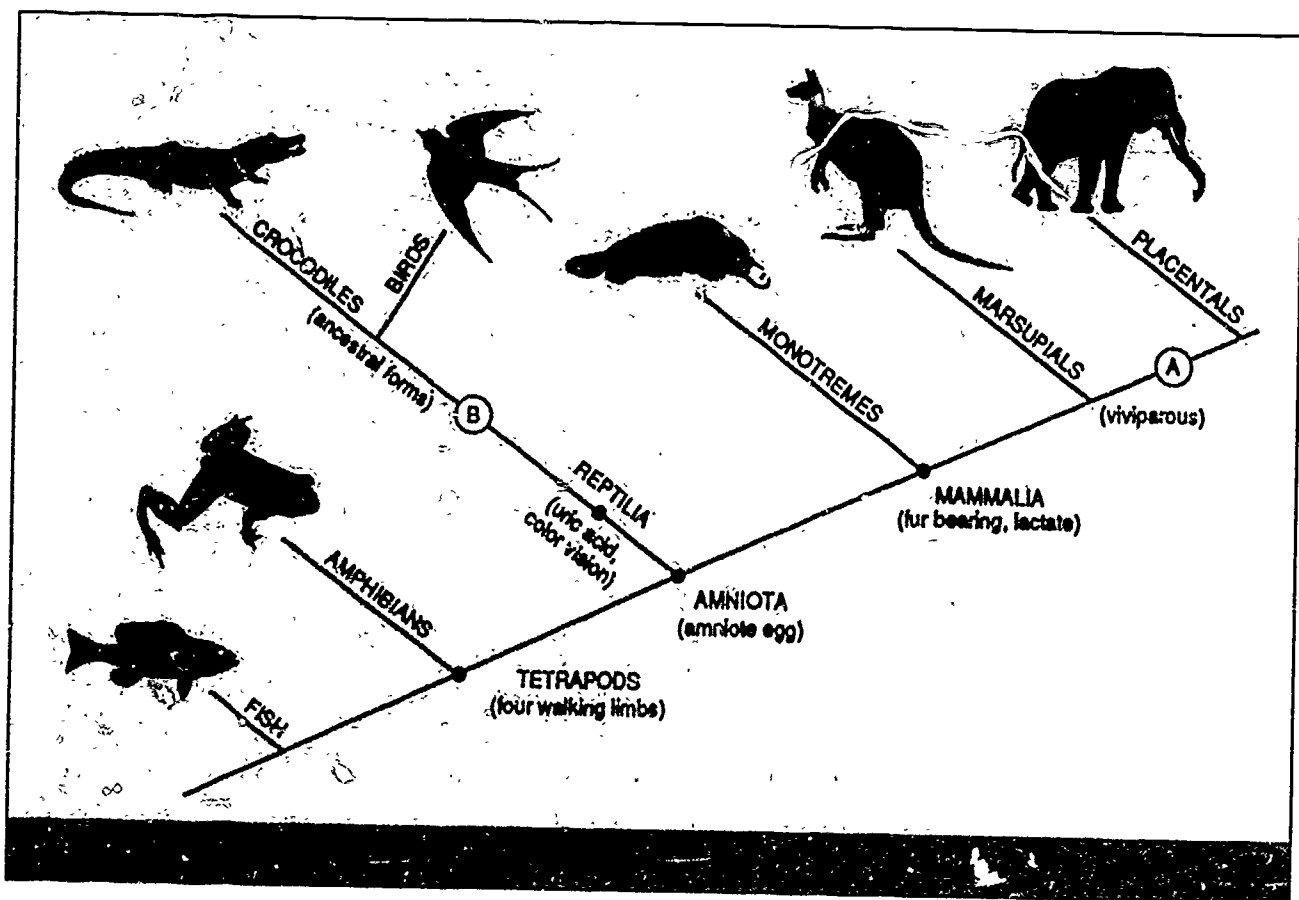 CROCODILES
(ancestral forms)
BIRDS
B
REPTILIA
(uric acid,
color vision)
MONOTREMES
MARSUPIALS
PLACENTALS
A
(viviparous)
MAMMALIA
(fur bearing, lactate)
AMNIOTA
(amniote egg)
AMPHIBIANS
TETRAPODS
(four walking limbs)
FISH